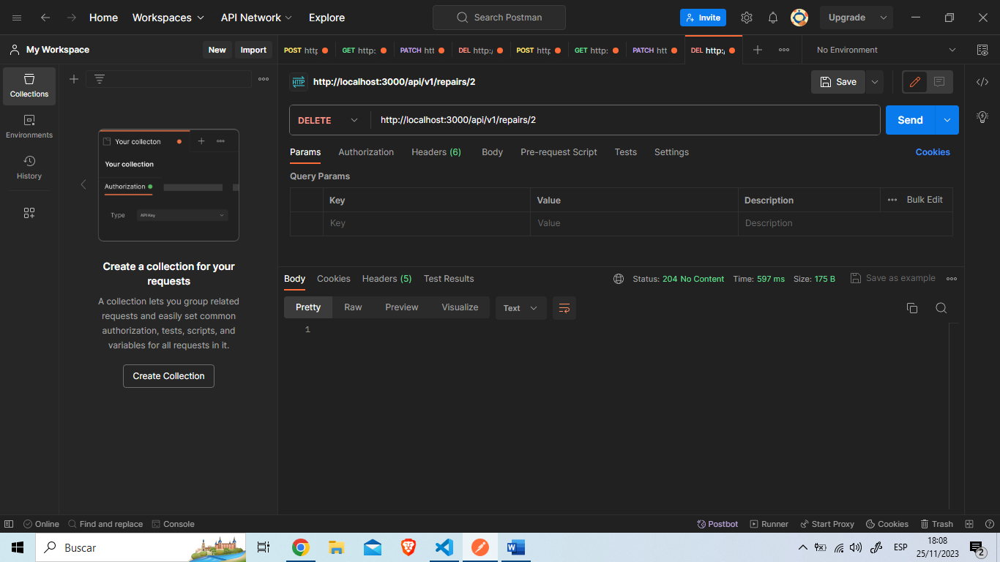 Home Workspaces API Network Explore Search Postman Invite Upgrade
My Workspace New Import
POST http GET http: PATCH htt DEL http:/ POST http GET http: PATCH htt DEL http:/ No Environment
Collections
Environments
History
Your collecton
Your collection
Authorization
Type API Key
Create a collection for your
requests
A collection lets you group related
requests and easily set common
authorization, tests, scripts, and
variables for all requests in it.
Create Collection
HTTP http://localhost:3000/api/v1/repairs/2 Save
DELETE http://localhost:3000/api/v1/repairs/2 Send
Params Authorization Headers (6) Body Pre-request Script Tests Settings Cookies
Query Params
Key Value Description Bulk Edit
Key Value Description
Body Cookies Headers (5) Test Results Status: 204 No Content Time: 597 ms Size: 175 B Save as example
Pretty Raw Preview Visualize Text
1
Online Find and replace Console Postbot Runner Start Proxy Cookies Trash
Buscar ESP 18:08
25/11/2023 2